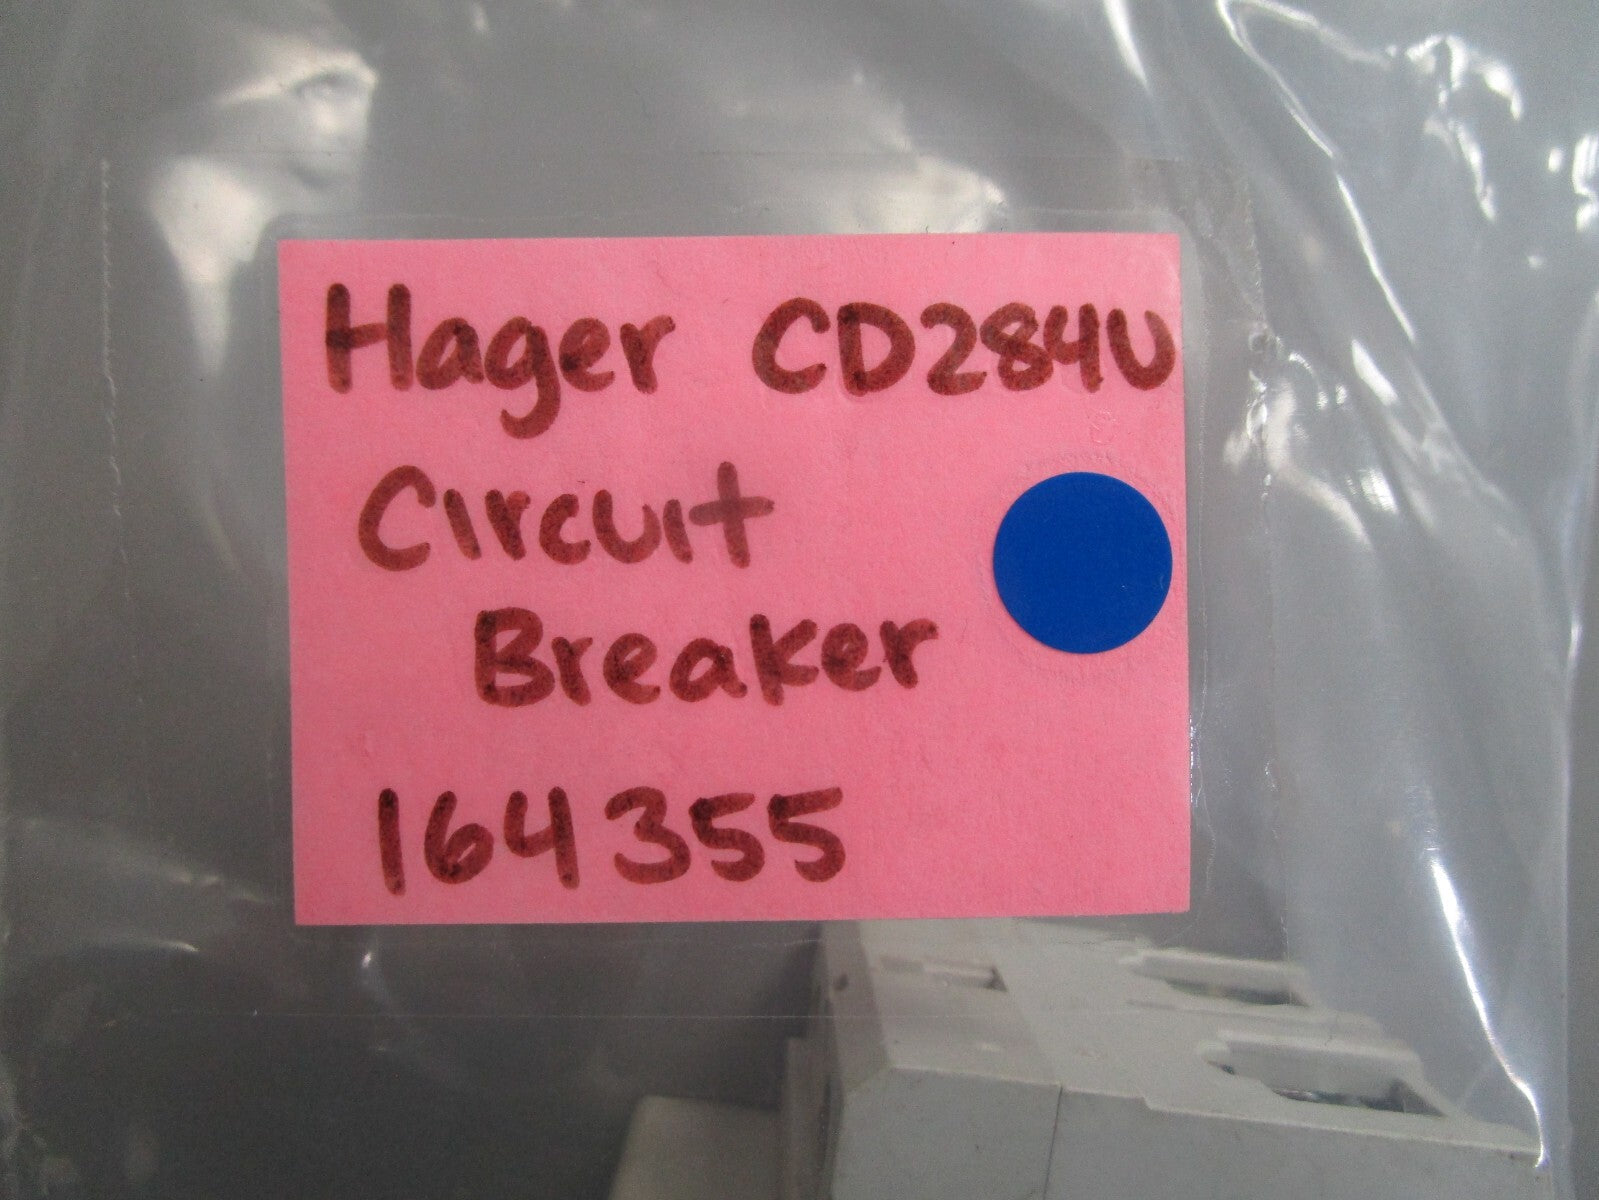 Hager CD284U
Circuit
Breaker
164355